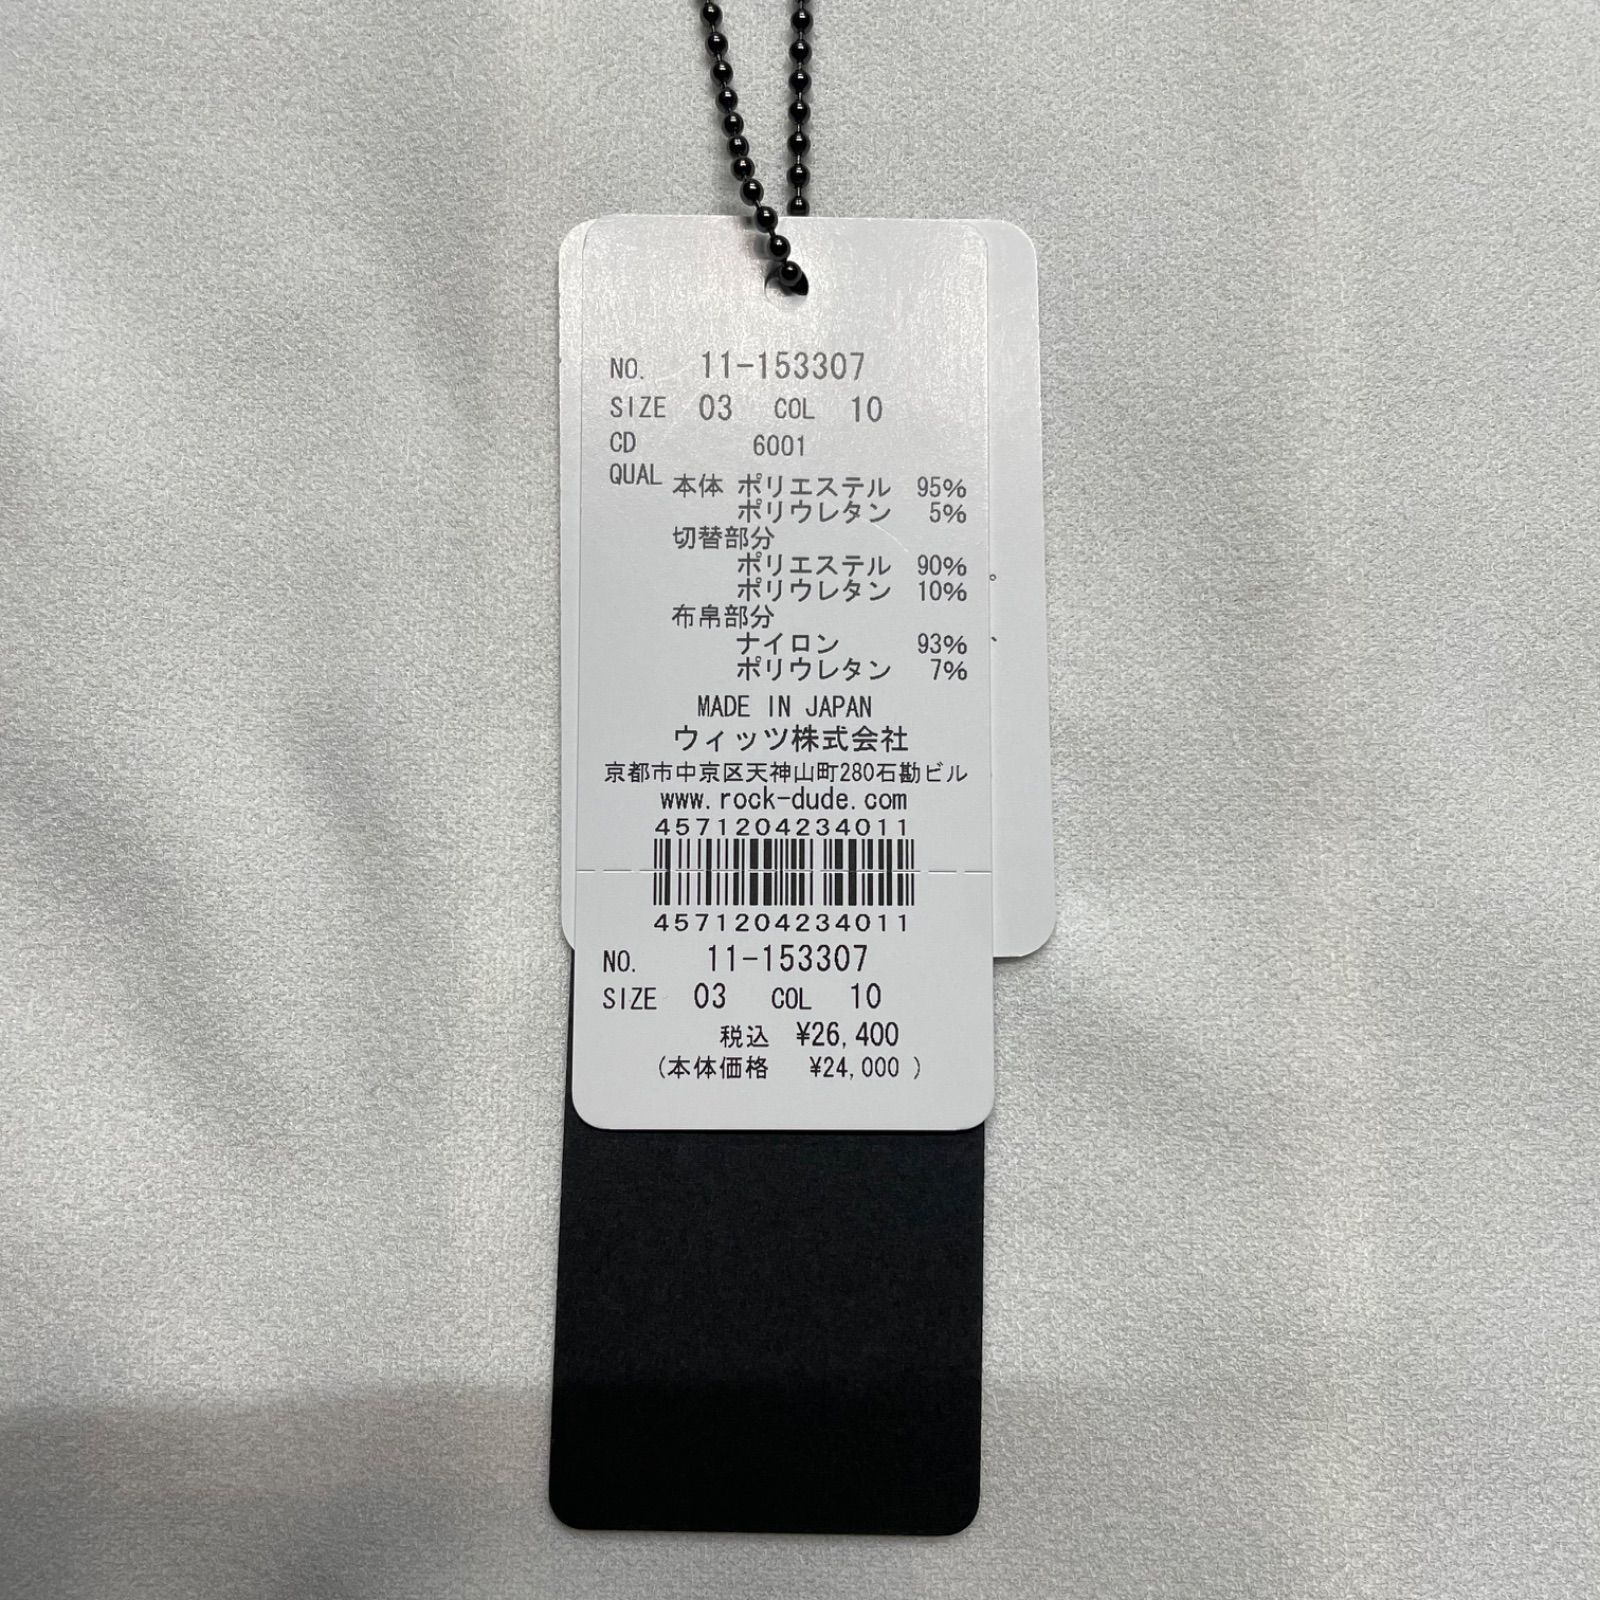 NO. 11-153307
SIZE 03 COL 10
CD 6001
QUAL 本体 ポリエステル 95%
ポリウレタン 5%
切替部分
ポリエステル 90%
ポリウレタン 10%
布帛部分
ナイロン 93%
ポリウレタン 7%
MADE IN JAPAN
ウィッツ株式会社
京都市中京区天神山町280石勘ビル
www.rock-dude.com
4571204234011
4571204234011
NO. 11-153307
SIZE 03 COL 10
税込 ¥26,400
(本体価格 ¥24,000 )